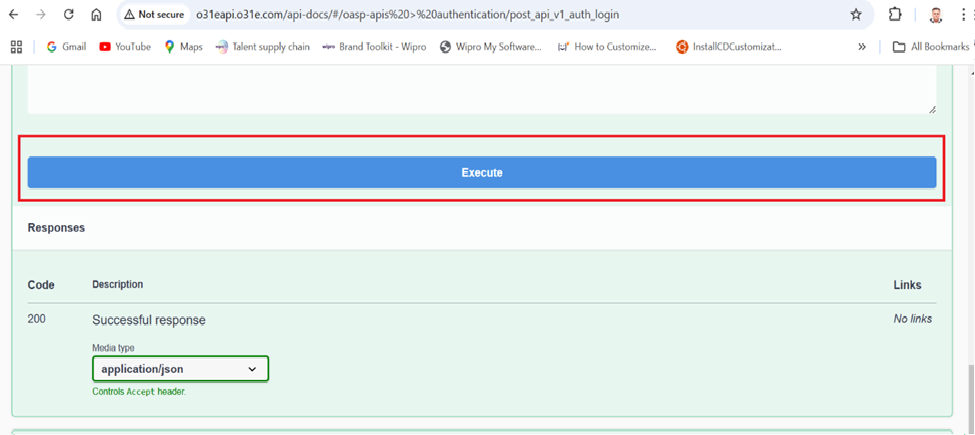 Not secure o31eapi.o31e.com/api-docs/#/oasp-apis%20>%20authentication/post_api_v1_auth_login
Gmail YouTube Maps Talent supply chain Brand Toolkit - Wipro Wipro My Software... How to Customize... InstallCDCustomizat... » All Bookmarks
Execute
Responses
Code Description Links
200 Successful response No links
Media type
application/json
Controls Accept header.